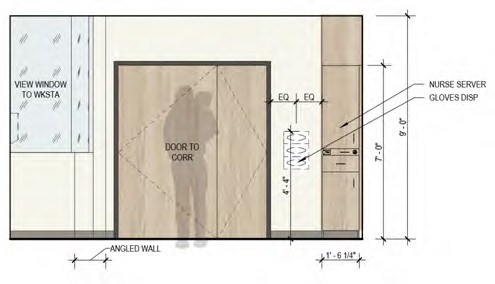 VIEW WINDOW
TO WKSTA
DOOR TO
CORR
EQ
EQ
4'- 4"
7'- 0"
9'- 0"
NURSE SERVER
GLOVES DISP
ANGLED WALL
1' - 6 1/4"